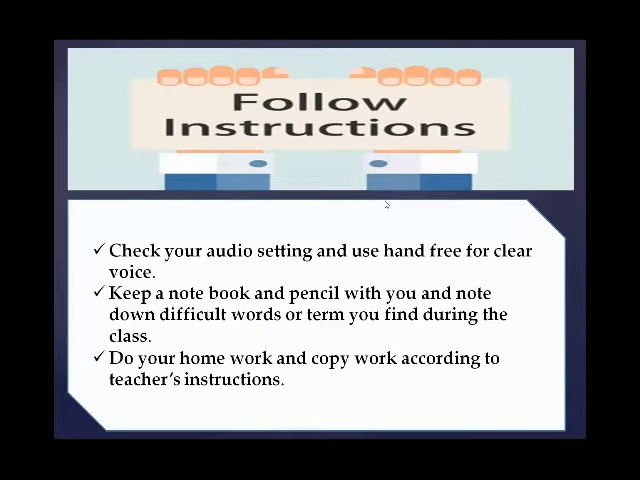 Follow
Instructions
✓ Check your audio setting and use hand free for clear
voice.
✓ Keep a note book and pencil with you and note
down difficult words or term you find during the
class.
✓ Do your home work and copy work according to
teacher's instructions.